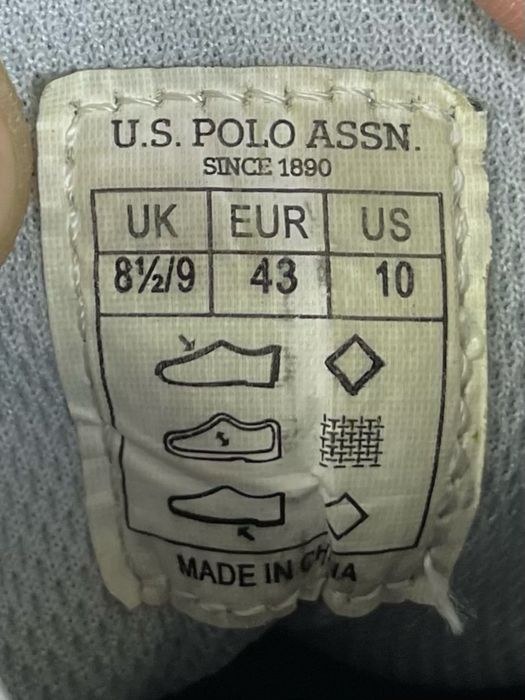 U.S. POLO ASSN.
SINCE 1890
UK EUR US
8½/9 43 10
MADE IN CHINA